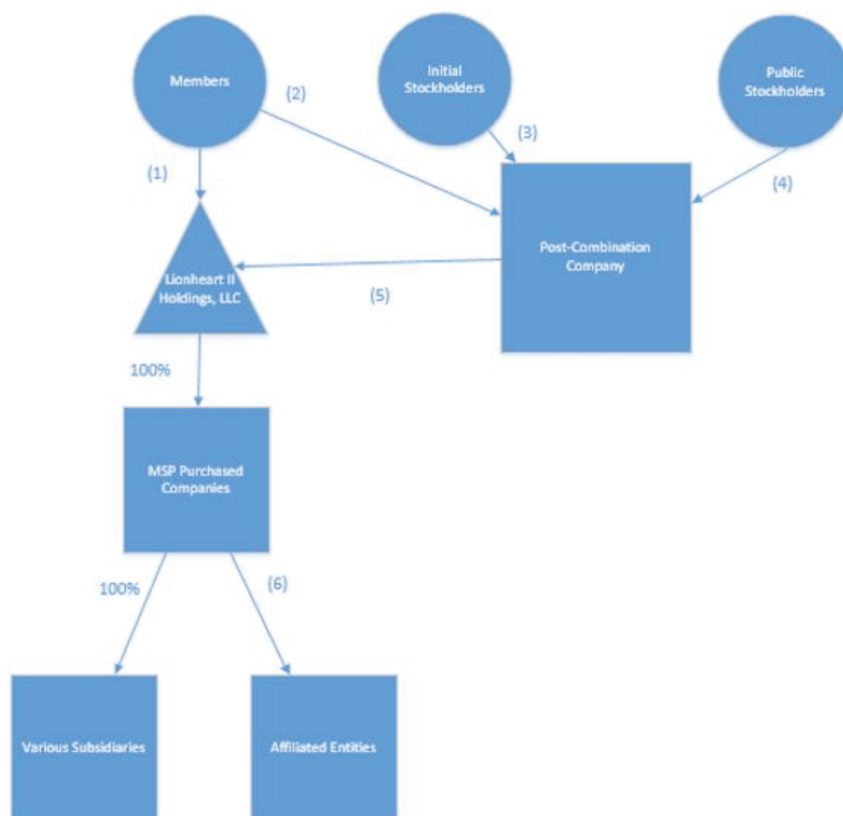 Members
(2)
Initial
Stockholders
Public
Stockholders
(1)
(3)
(4)
Lionheart II
Holdings, LLC
Post-Combination
Company
(5)
100%
MSP Purchased
Companies
100%
(6)
Various Subsidiaries
Affiliated Entities